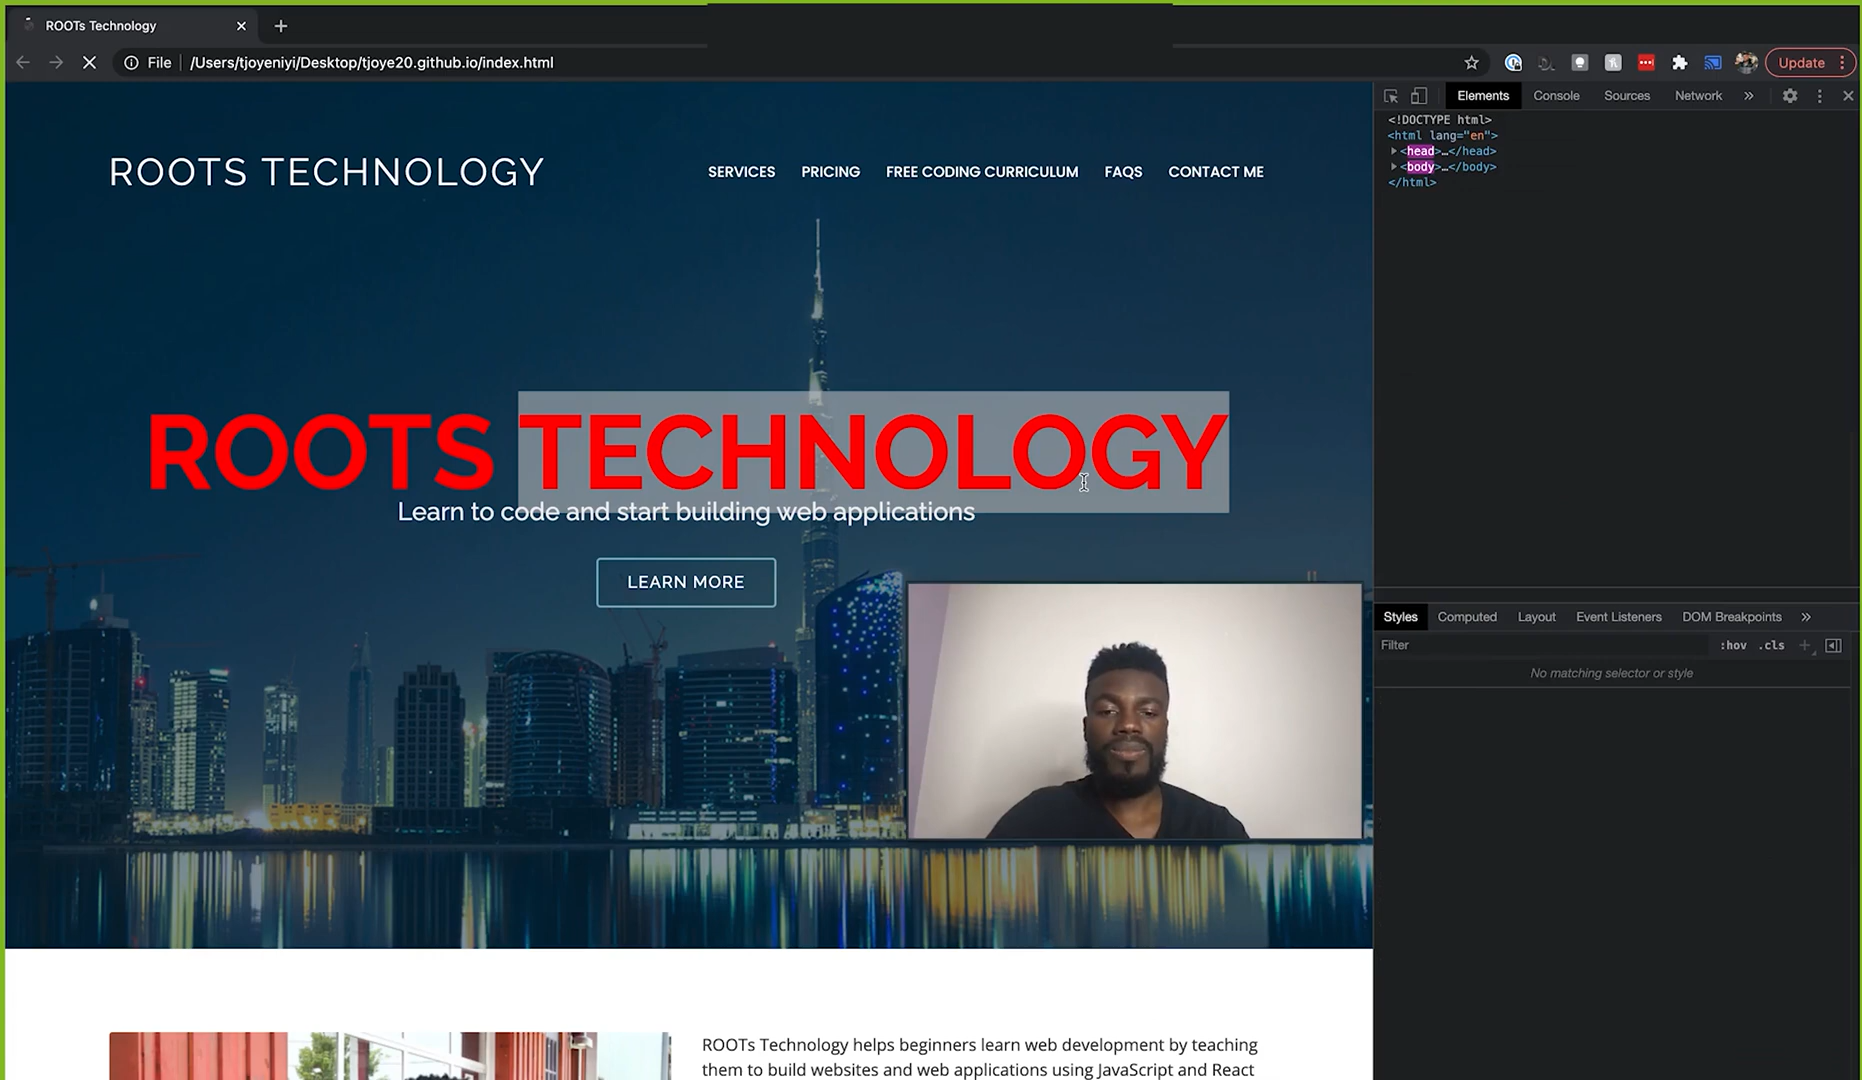 ROOTs Technology
File /Users/tjoyeniyi/Desktop/tjoye20.github.io/index.html
Update
ROOTS TECHNOLOGY
SERVICES PRICING FREE CODING CURRICULUM FAQS CONTACT ME
ROOTS TECHNOLOGY
Learn to code and start building web applications
LEARN MORE
ROOTs Technology helps beginners learn web development by teaching
them to build websites and web applications using JavaScript and React
Elements Console Sources Network »
<!DOCTYPE html>
<html lang="en">
<head>…</head>
<body>…</body>
</html>
Styles Computed Layout Event Listeners DOM Breakpoints »
Filter :hov .cls +
No matching selector or style